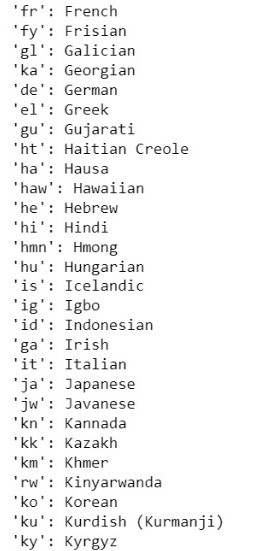 'fr': French
'fy': Frisian
'gl': Galician
'ka': Georgian
'de': German
'el': Greek
'gu': Gujarati
'ht': Haitian Creole
'ha': Hausa
'haw': Hawaiian
'he': Hebrew
'hi': Hindi
'hmn': Hmong
'hu': Hungarian
'is': Icelandic
'ig': Igbo
'id': Indonesian
'ga': Irish
'it': Italian
'ja': Japanese
'jw': Javanese
'kn': Kannada
'kk': Kazakh
'km': Khmer
'rw': Kinyarwanda
'ko': Korean
'ku': Kurdish (Kurmanji)
'ky': Kyrgyz